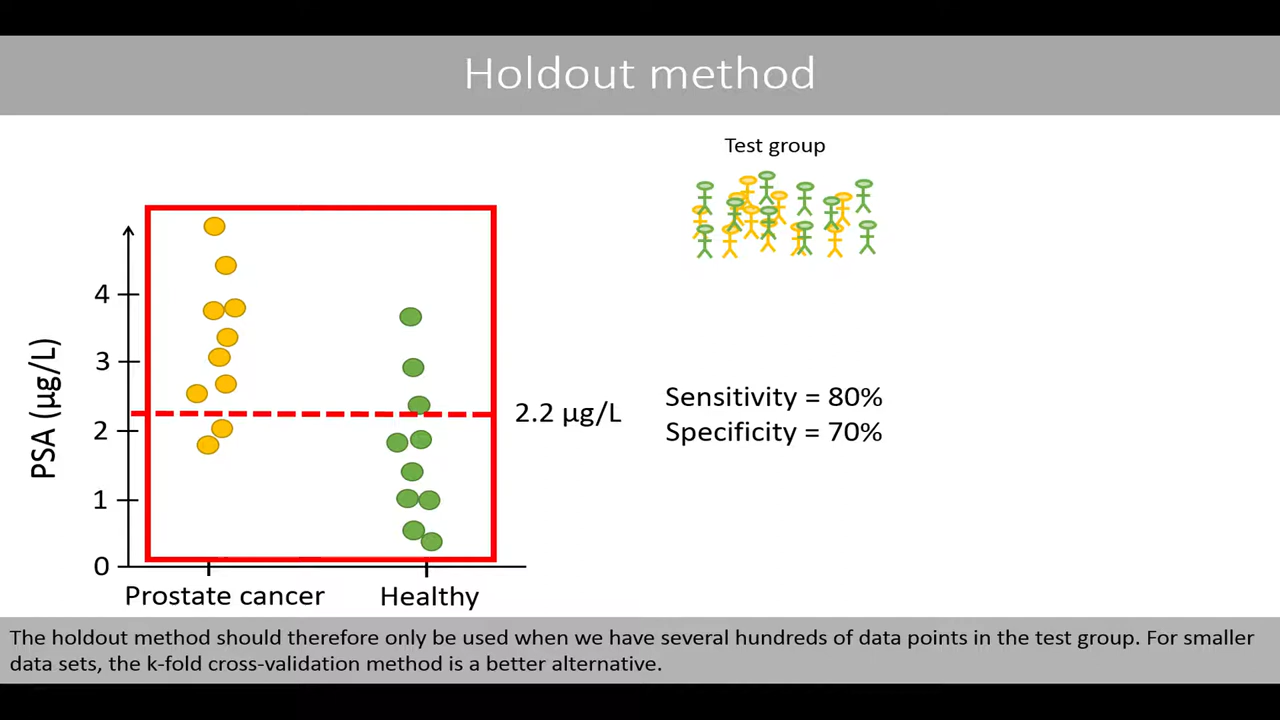 Holdout method
Test group
4
3
2
1
0
PSA (µg/L)
2.2 µg/L
Sensitivity = 80%
Specificity = 70%
Prostate cancer
Healthy
The holdout method should therefore only be used when we have several hundreds of data points in the test group. For smaller
data sets, the k-fold cross-validation method is a better alternative.